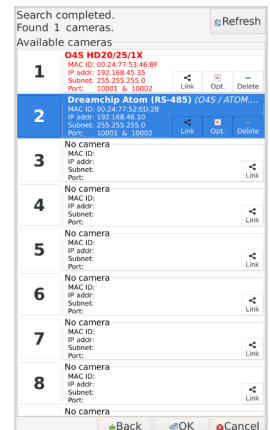 Search completed.
Found 1 cameras.
Refresh
Available cameras
1
O4S HD20/25/1X
MAC ID: 00:24:77:53:46:BF
IP addr: 192.168.45.35
Subnet: 255.255.255.0
Port: 10001 & 10002
Link Opt. Delete
2
Dreamchip Atom (RS-485) (O4S / ATOM....
MAC ID: 00:24:77:52:ED:2B
IP addr: 192.168.46.10
Subnet: 255.255.255.0
Port: 10001 & 10002
Link Opt. Delete
3
No camera
MAC ID:
IP addr:
Subnet:
Port:
Link
4
No camera
MAC ID:
IP addr:
Subnet:
Port:
Link
5
No camera
MAC ID:
IP addr:
Subnet:
Port:
Link
6
No camera
MAC ID:
IP addr:
Subnet:
Port:
Link
7
No camera
MAC ID:
IP addr:
Subnet:
Port:
Link
8
No camera
MAC ID:
IP addr:
Subnet:
Port:
Link
No camera
Back OK Cancel